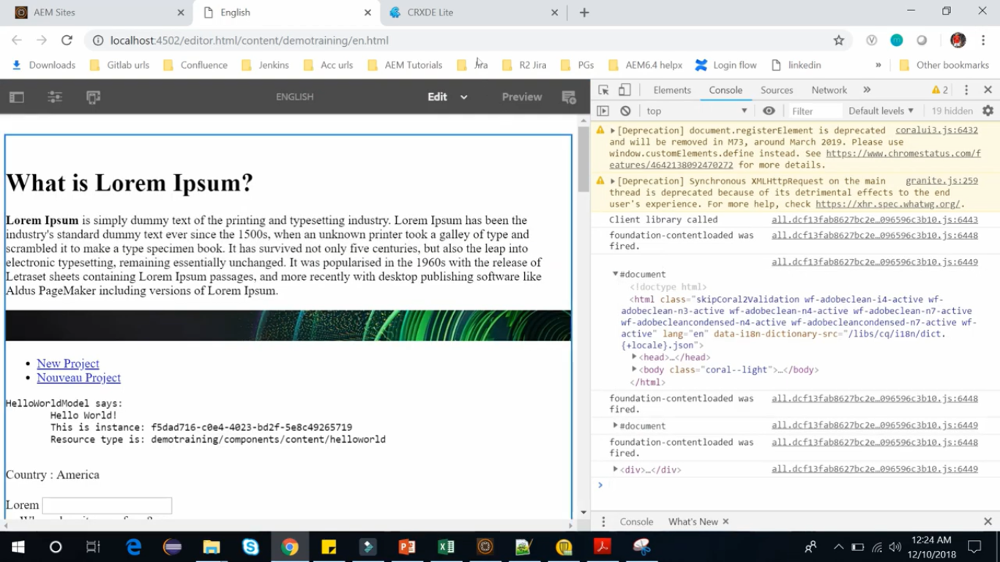 AEM Sites
English
CRXDE Lite
localhost:4502/editor.html/content/demotraining/en.html
Downloads Gitlab urls Confluence Jenkins Acc urls AEM Tutorials Jira R2 Jira PGs AEM6.4 helpx Login flow linkedin » Other bookmarks
ENGLISH Edit Preview
What is Lorem Ipsum?
Lorem Ipsum is simply dummy text of the printing and typesetting industry. Lorem Ipsum has been the
industry's standard dummy text ever since the 1500s, when an unknown printer took a galley of type and
scrambled it to make a type specimen book. It has survived not only five centuries, but also the leap into
electronic typesetting, remaining essentially unchanged. It was popularised in the 1960s with the release of
Letraset sheets containing Lorem Ipsum passages, and more recently with desktop publishing software like
Aldus PageMaker including versions of Lorem Ipsum.
New Project
Nouveau Project
HelloWorldModel says:
Hello World!
This is instance: f5dad716-c0e4-4023-bd2f-5e8c49265719
Resource type is: demotraining/components/content/helloworld
Country : America
Lorem
Elements Console Sources Network » 2
top Filter Default levels 19 hidden
[Deprecation] document.registerElement is deprecated coralui3.js:6432
and will be removed in M73, around March 2019. Please use
window.customElements.define instead. See https://www.chromestatus.com/f
eatures/4642138092470272 for more details.
[Deprecation] Synchronous XMLHttpRequest on the main granite.js:259
thread is deprecated because of its detrimental effects to the end
user's experience. For more help, check https://xhr.spec.whatwg.org/.
Client library called all.dcf13fab8627bc2e…096596c3b10.js:6443
foundation-contentloaded was all.dcf13fab8627bc2e…096596c3b10.js:6448
fired.
all.dcf13fab8627bc2e…096596c3b10.js:6449
#document
<!doctype html>
<html class="skipCoral2Validation wf-adobeclean-i4-active wf-
adobeclean-n3-active wf-adobeclean-n4-active wf-adobeclean-n7-active
wf-adobecleancondensed-n4-active wf-adobecleancondensed-n7-active wf-
active" lang="en" data-i18n-dictionary-src="/libs/cq/i18n/dict.
{+locale}.json">
<head>…</head>
<body class="coral--light">…</body>
</html>
foundation-contentloaded was all.dcf13fab8627bc2e…096596c3b10.js:6448
fired.
#document all.dcf13fab8627bc2e…096596c3b10.js:6449
foundation-contentloaded was all.dcf13fab8627bc2e…096596c3b10.js:6448
fired.
<div>…</div> all.dcf13fab8627bc2e…096596c3b10.js:6449
Console What's New
12:24 AM
12/10/2018